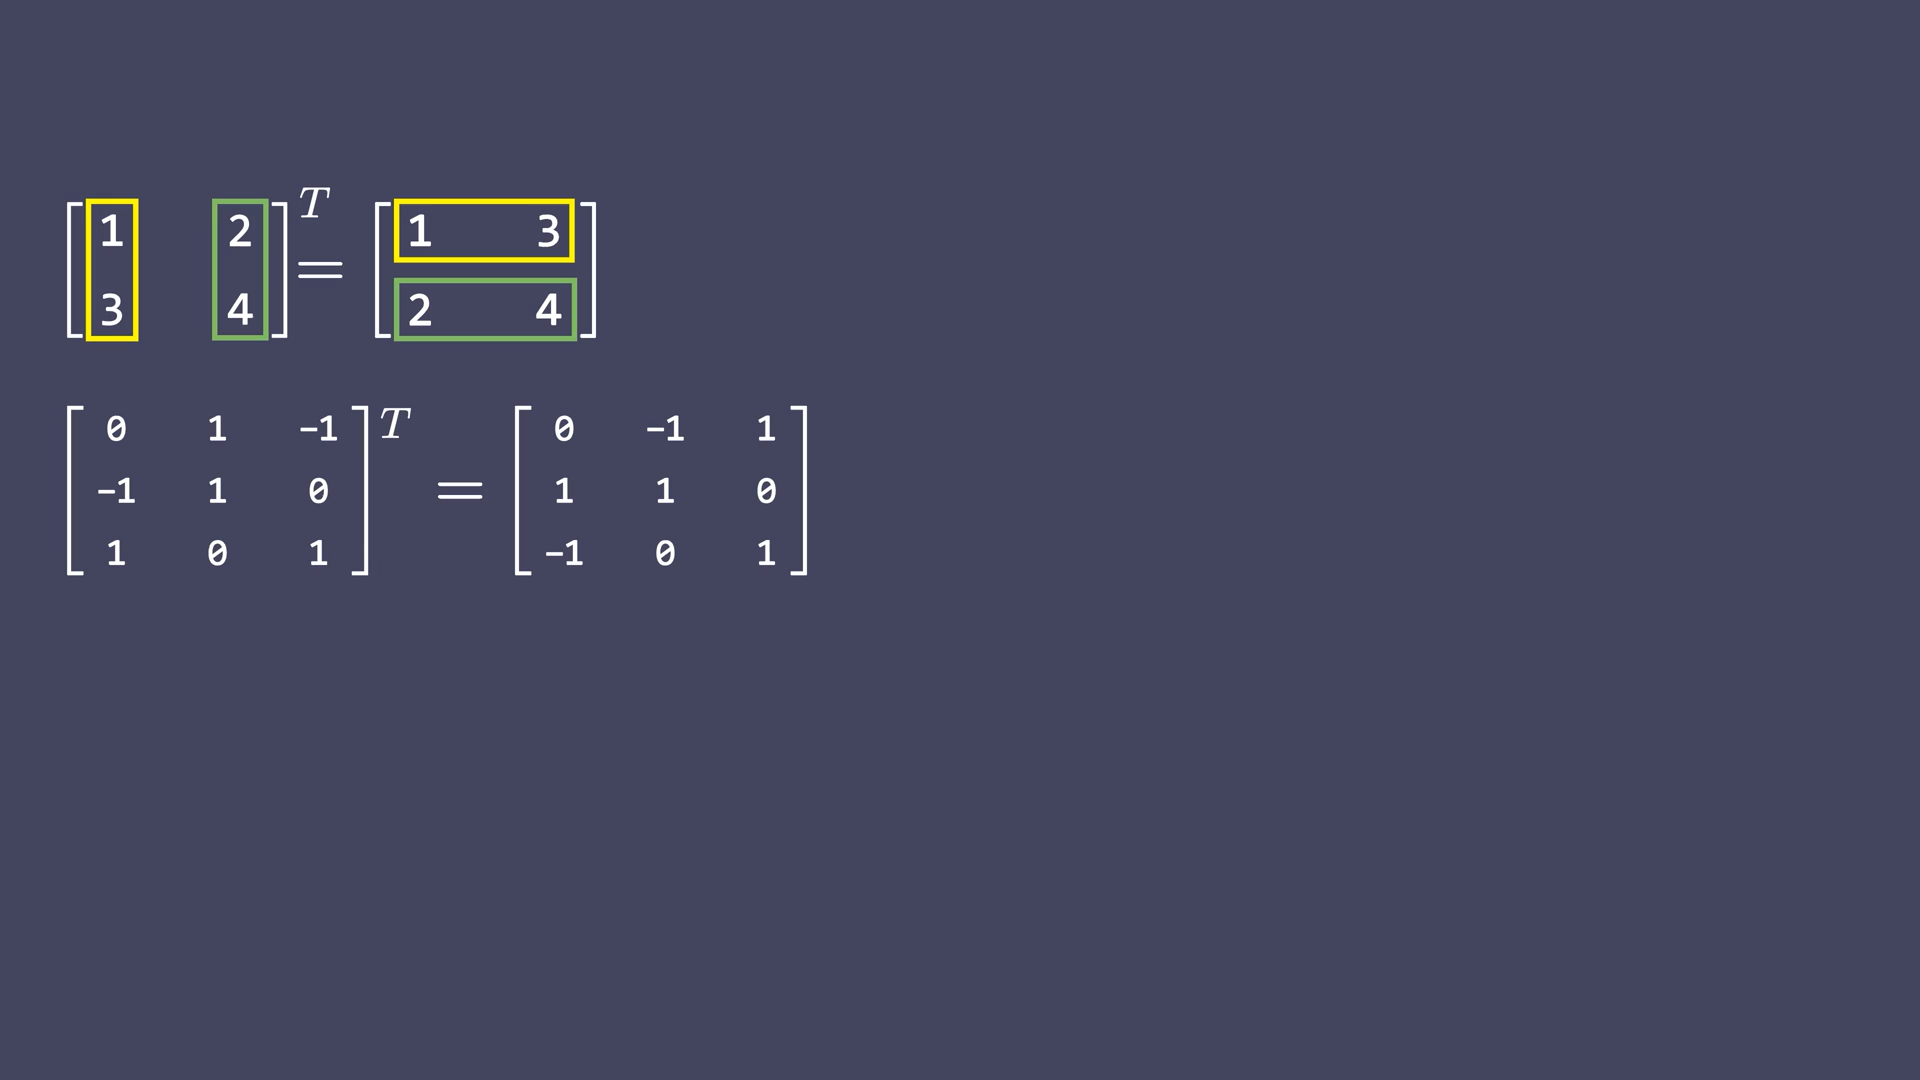 [1 2
3 4]^T = [1 3
2 4]
[0 1 −1
−1 1 0
1 0 1]^T = [0 −1 1
1 1 0
−1 0 1]